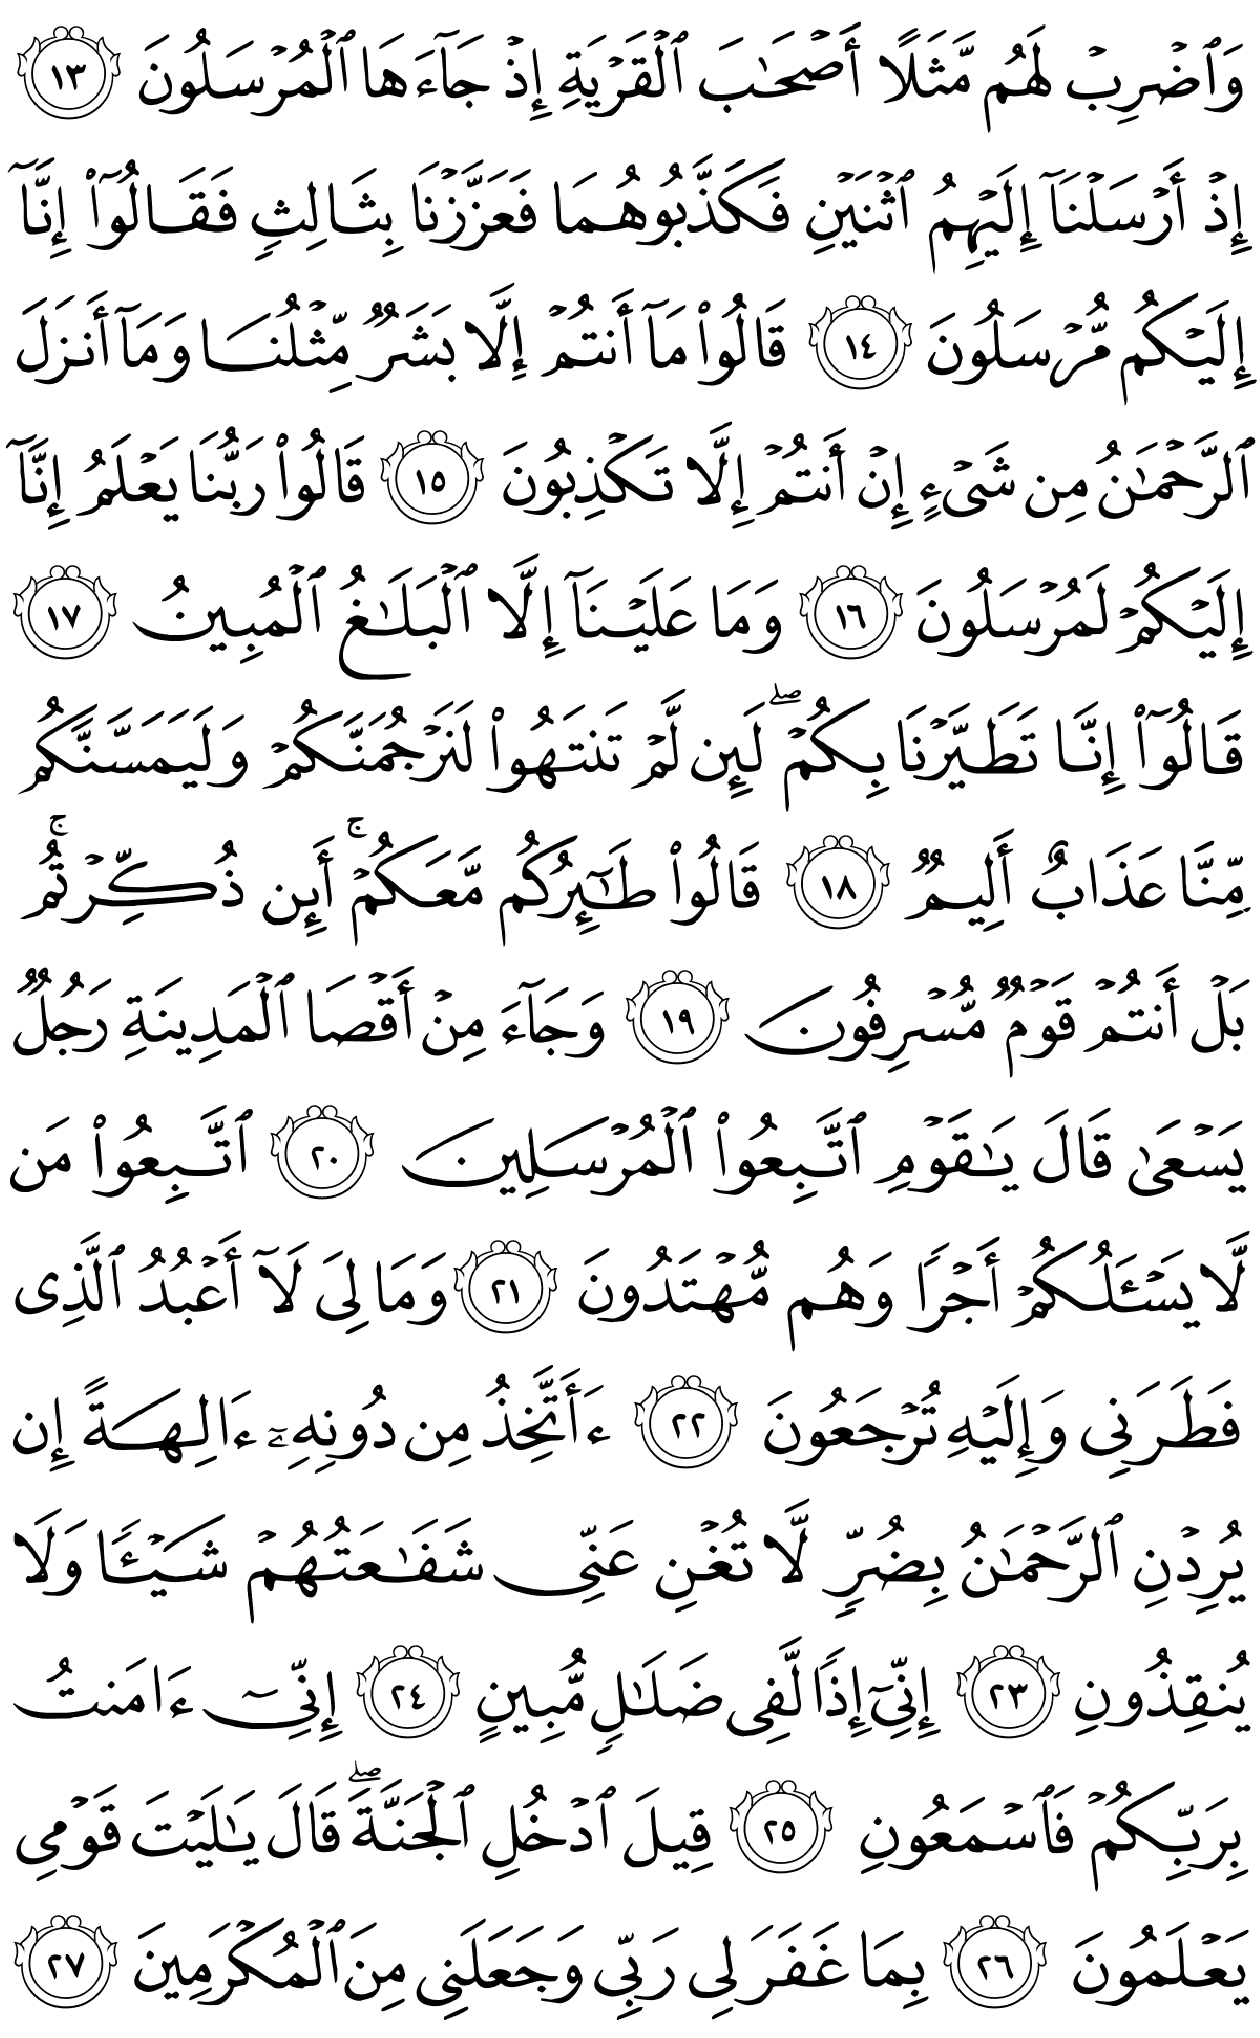 وَٱضۡرِبۡ لَهُم مَّثَلًا أَصۡحَٰبَ ٱلۡقَرۡيَةِ إِذۡ جَآءَهَا ٱلۡمُرۡسَلُونَ ١٣
إِذۡ أَرۡسَلۡنَآ إِلَيۡهِمُ ٱثۡنَيۡنِ فَكَذَّبُوهُمَا فَعَزَّزۡنَا بِثَالِثٖ فَقَالُوٓاْ إِنَّآ
إِلَيۡكُم مُّرۡسَلُونَ ١٤ قَالُواْ مَآ أَنتُمۡ إِلَّا بَشَرٞ مِّثۡلُنَا وَمَآ أَنزَلَ
ٱلرَّحۡمَٰنُ مِن شَيۡءٍ إِنۡ أَنتُمۡ إِلَّا تَكۡذِبُونَ ١٥ قَالُواْ رَبُّنَا يَعۡلَمُ إِنَّآ
إِلَيۡكُمۡ لَمُرۡسَلُونَ ١٦ وَمَا عَلَيۡنَآ إِلَّا ٱلۡبَلَٰغُ ٱلۡمُبِينُ ١٧
قَالُوٓاْ إِنَّا تَطَيَّرۡنَا بِكُمۡۖ لَئِن لَّمۡ تَنتَهُواْ لَنَرۡجُمَنَّكُمۡ وَلَيَمَسَّنَّكُم
مِّنَّا عَذَابٌ أَلِيمٞ ١٨ قَالُواْ طَٰٓئِرُكُم مَّعَكُمۡ أَئِن ذُكِّرۡتُمۚ
بَلۡ أَنتُمۡ قَوۡمٞ مُّسۡرِفُونَ ١٩ وَجَآءَ مِنۡ أَقۡصَا ٱلۡمَدِينَةِ رَجُلٞ
يَسۡعَىٰ قَالَ يَٰقَوۡمِ ٱتَّبِعُواْ ٱلۡمُرۡسَلِينَ ٢٠ ٱتَّبِعُواْ مَن
لَّا يَسۡـَٔلُكُمۡ أَجۡرٗا وَهُم مُّهۡتَدُونَ ٢١ وَمَا لِيَ لَآ أَعۡبُدُ ٱلَّذِي
فَطَرَنِي وَإِلَيۡهِ تُرۡجَعُونَ ٢٢ ءَأَتَّخِذُ مِن دُونِهِۦٓ ءَالِهَةً إِن
يُرِدۡنِ ٱلرَّحۡمَٰنُ بِضُرّٖ لَّا تُغۡنِ عَنِّي شَفَٰعَتُهُمۡ شَيۡـٔٗا وَلَا
يُنقِذُونِ ٢٣ إِنِّيٓ إِذٗا لَّفِي ضَلَٰلٖ مُّبِينٍ ٢٤ إِنِّيٓ ءَامَنتُ
بِرَبِّكُمۡ فَٱسۡمَعُونِ ٢٥ قِيلَ ٱدۡخُلِ ٱلۡجَنَّةَۖ قَالَ يَٰلَيۡتَ قَوۡمِي
يَعۡلَمُونَ ٢٦ بِمَا غَفَرَ لِي رَبِّي وَجَعَلَنِي مِنَ ٱلۡمُكۡرَمِينَ ٢٧